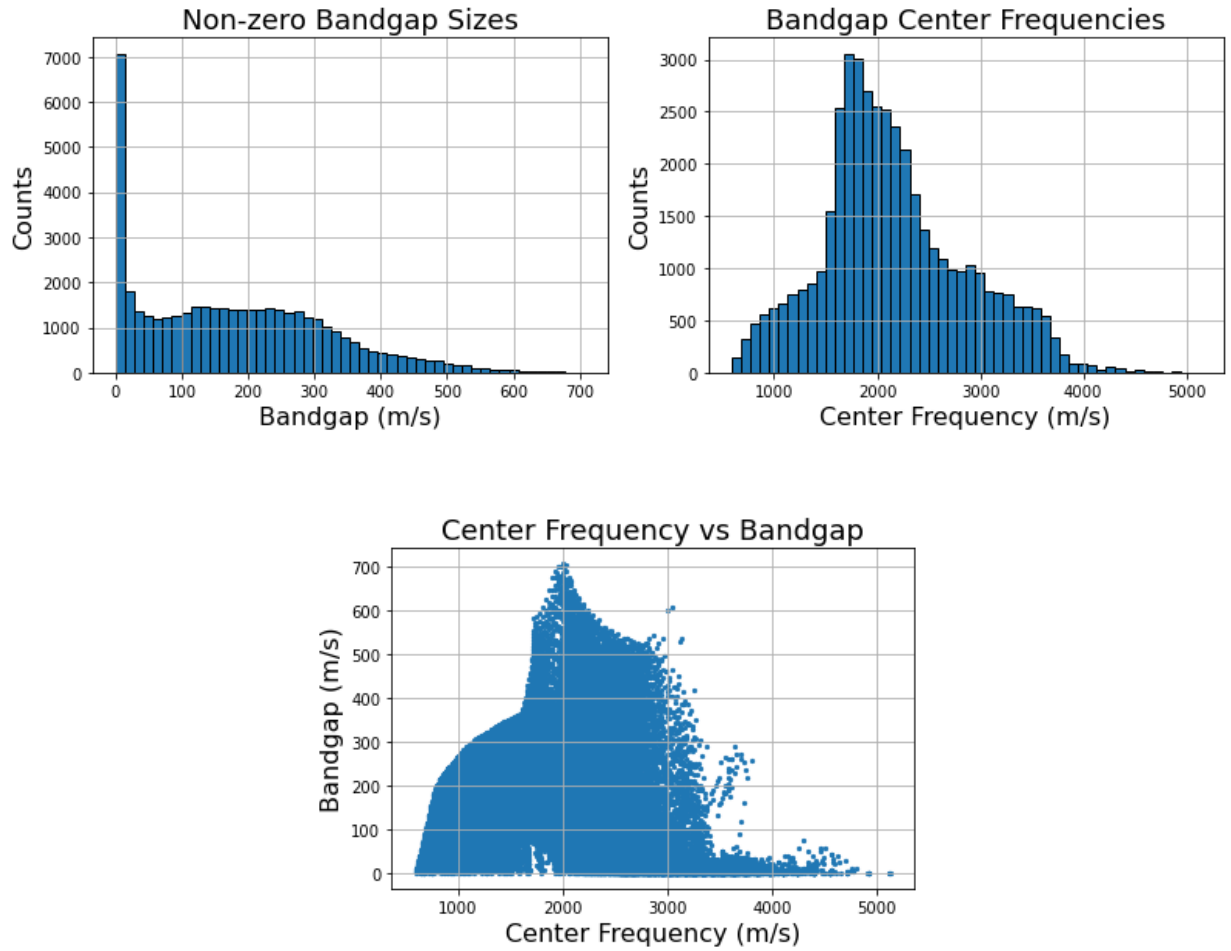 Non-zero Bandgap Sizes
7000
6000
5000
4000
3000
2000
1000
0
Counts
0 100 200 300 400 500 600 700
Bandgap (m/s)
Bandgap Center Frequencies
3000
2500
2000
1500
1000
500
0
Counts
1000 2000 3000 4000 5000
Center Frequency (m/s)
Center Frequency vs Bandgap
700
600
500
400
300
200
100
0
Bandgap (m/s)
1000 2000 3000 4000 5000
Center Frequency (m/s)